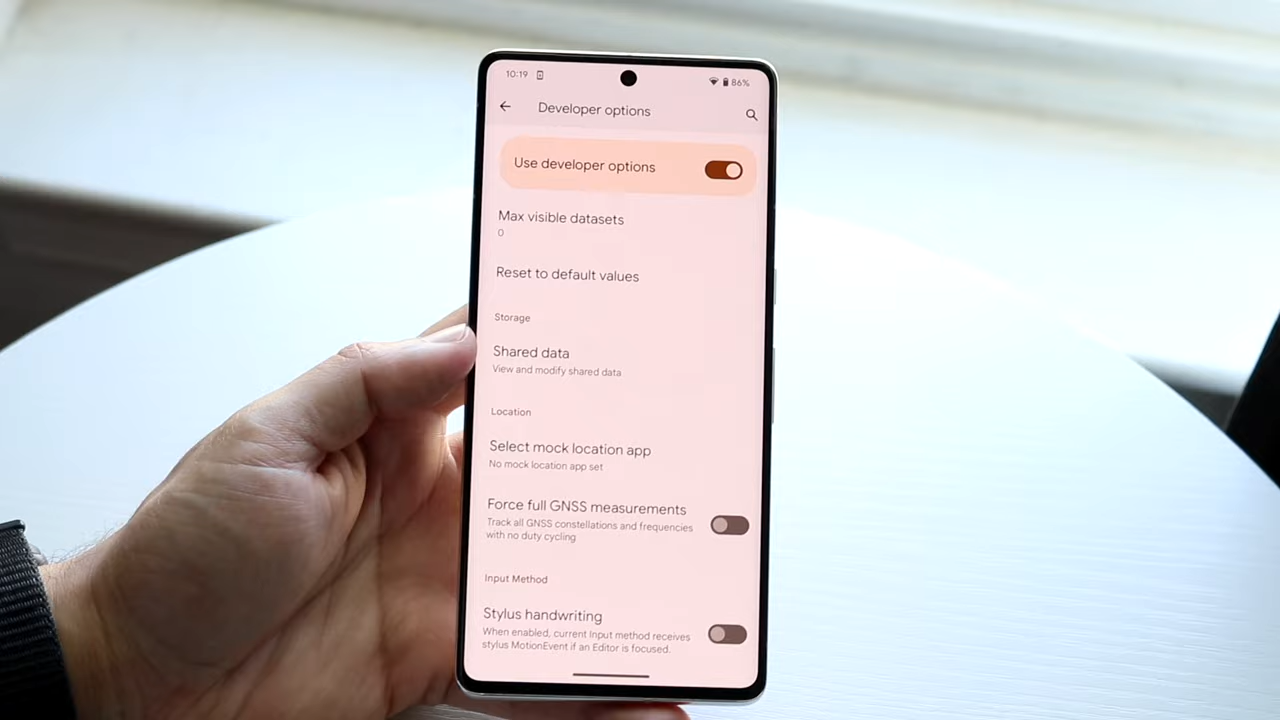 10:19
86%
Developer options
Use developer options
Max visible datasets
0
Reset to default values
Storage
Shared data
View and modify shared data
Location
Select mock location app
No mock location app set
Force full GNSS measurements
Track all GNSS constellations and frequencies
with no duty cycling
Input Method
Stylus handwriting
When enabled, current Input method receives
stylus MotionEvent if an Editor is focused.